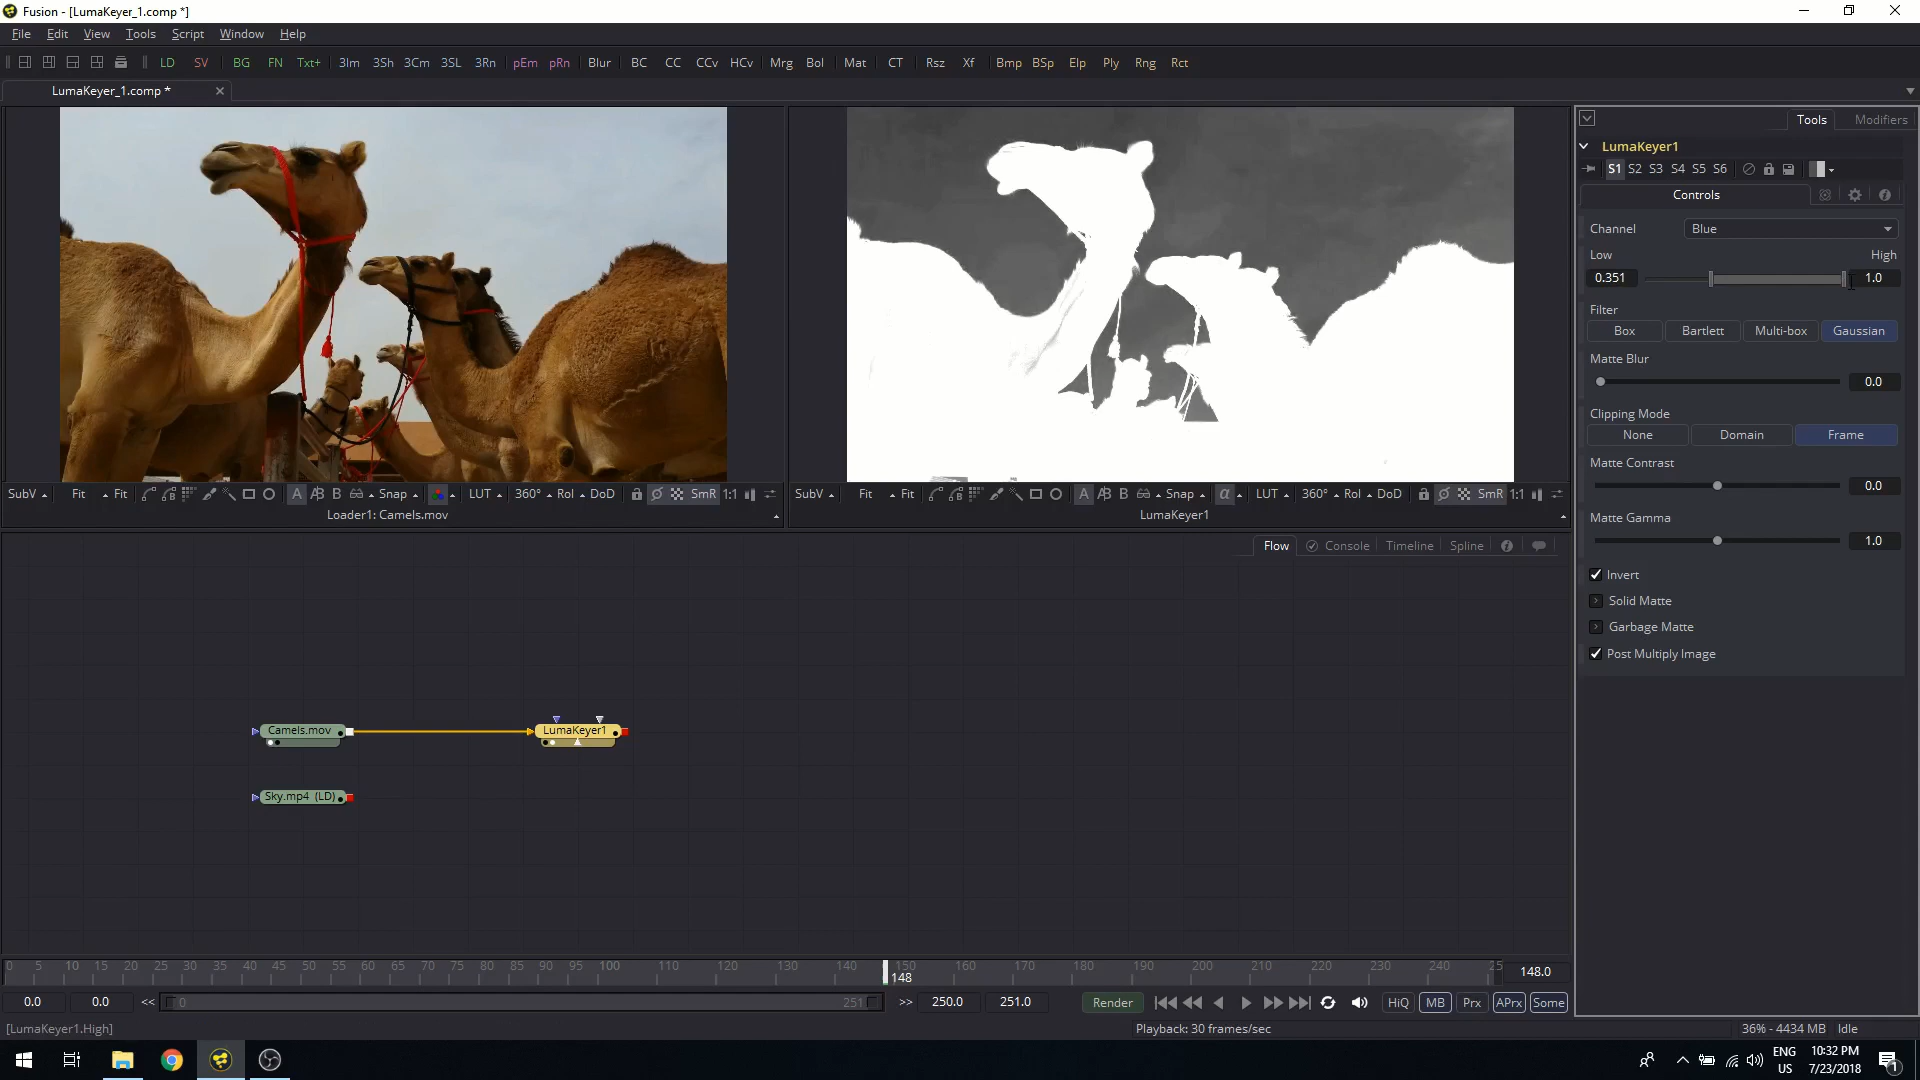 Fusion - [LumaKeyer_1.comp *]
File Edit View Tools Script Window Help
LD SV BG FN Txt+ 3Im 3Sh 3Cm 3SL 3Rn pEm pRn Blur BC CC CCv HCv Mrg Bol Mat CT Rsz Xf Bmp BSp Elp Ply Rng Rct
LumaKeyer_1.comp *
Tools Modifiers
LumaKeyer1
S1 S2 S3 S4 S5 S6
Controls
Channel Blue
Low High
0.351 1.0
Filter
Box Bartlett Multi-box Gaussian
Matte Blur
0.0
Clipping Mode
None Domain Frame
Matte Contrast
0.0
Matte Gamma
1.0
Invert
Solid Matte
Garbage Matte
Post Multiply Image
SubV Fit Fit A B Snap LUT 360° RoI DoD SmR 1:1
Loader1: Camels.mov
SubV Fit Fit A B Snap α LUT 360° RoI DoD SmR 1:1
LumaKeyer1
Flow Console Timeline Spline
Camels.mov
LumaKeyer1
Sky.mp4 (LD)
0 5 10 15 20 25 30 35 40 45 50 55 60 65 70 75 80 85 90 95 100 110 120 130 140 150 160 170 180 190 200 210 220 230 240 25
148
148.0
0.0 0.0 << 0 251 >> 250.0 251.0 Render HiQ MB Prx APrx Some
[LumaKeyer1.High]
Playback: 30 frames/sec
36% - 4434 MB Idle
ENG
US
10:32 PM
7/23/2018
1